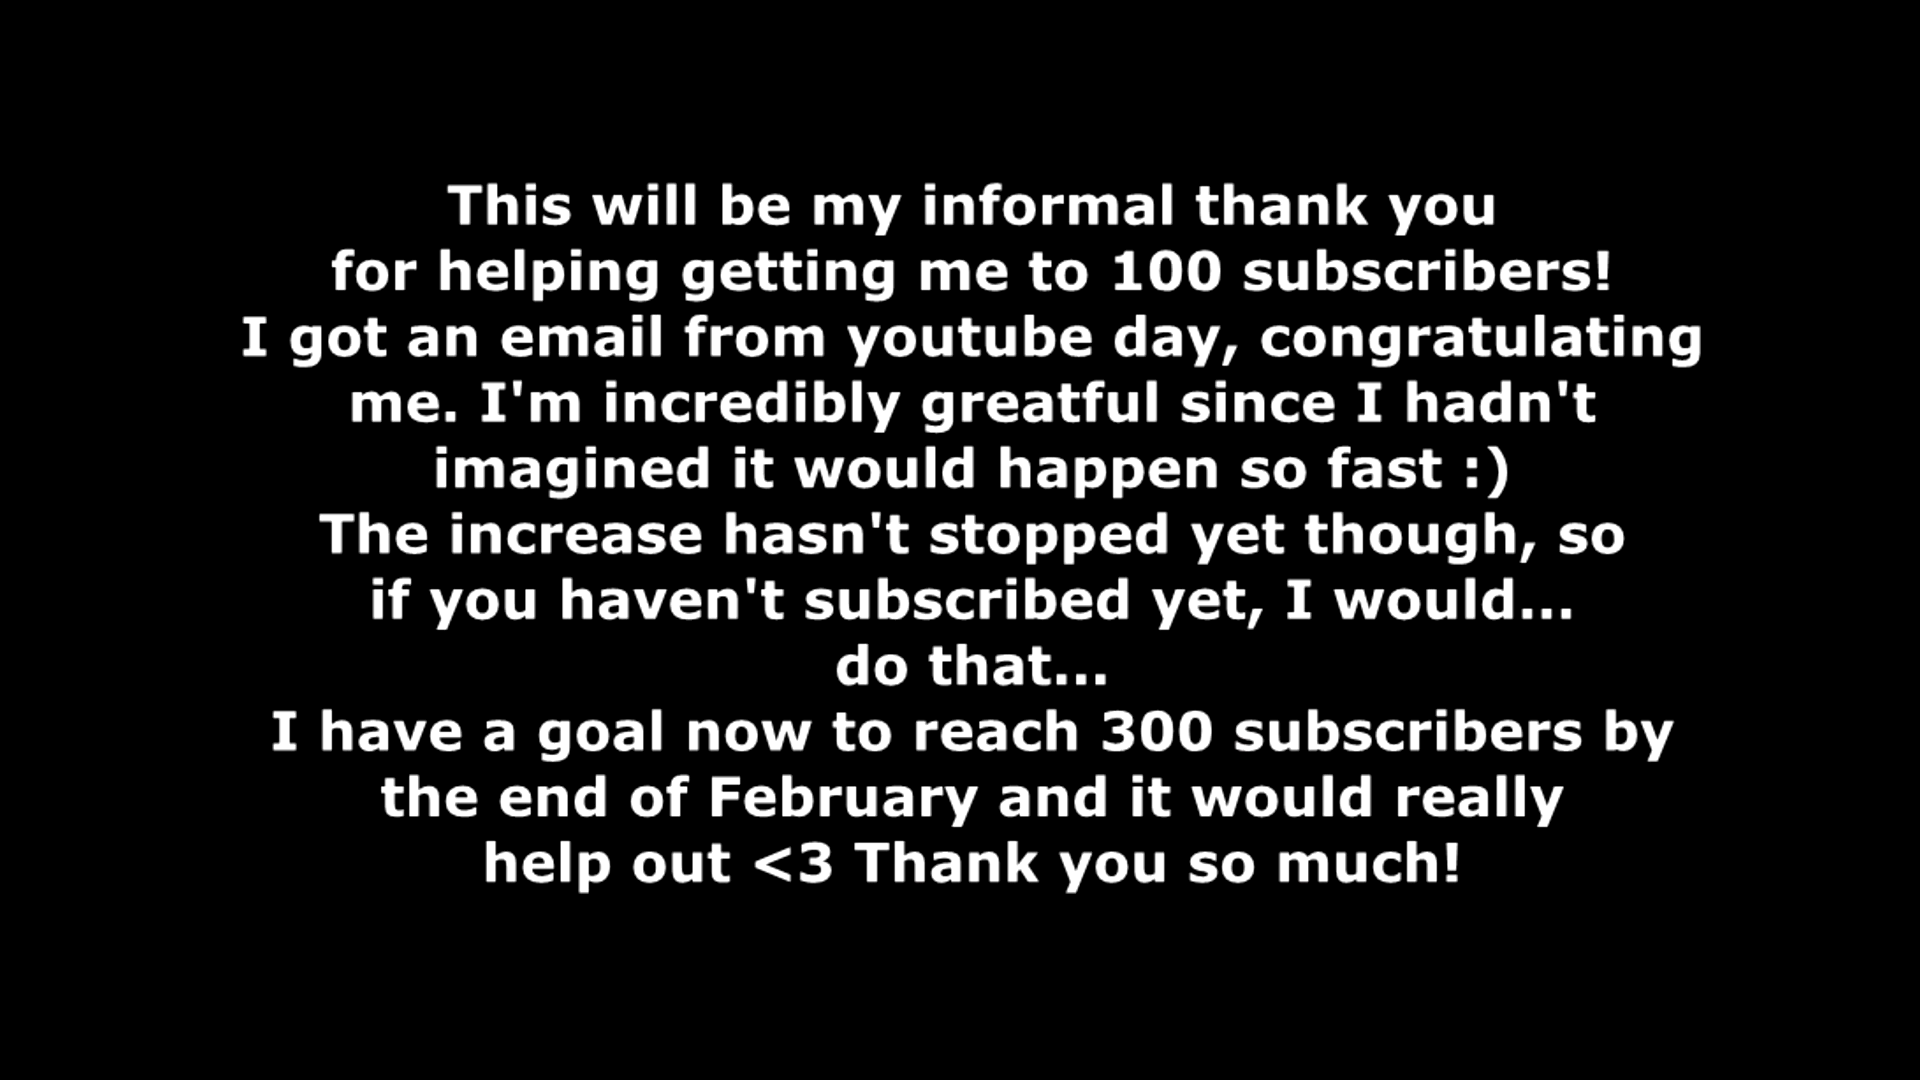 This will be my informal thank you
for helping getting me to 100 subscribers!
I got an email from youtube day, congratulating
me. I'm incredibly greatful since I hadn't
imagined it would happen so fast :)
The increase hasn't stopped yet though, so
if you haven't subscribed yet, I would...
do that...
I have a goal now to reach 300 subscribers by
the end of February and it would really
help out <3 Thank you so much!